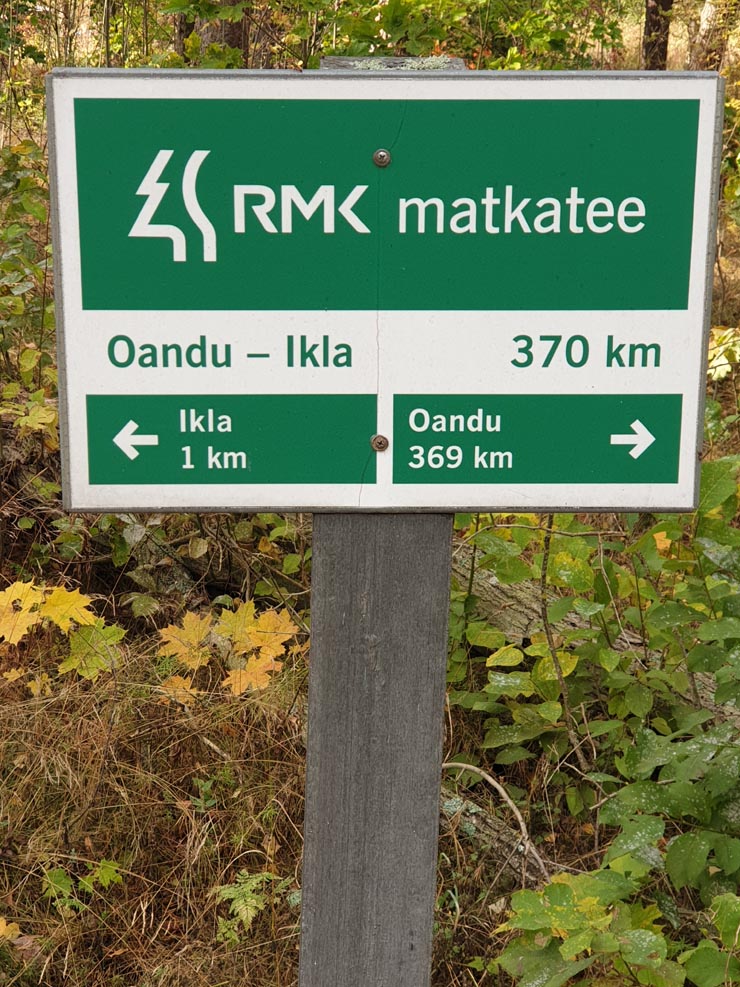 RMK matkatee
Oandu – Ikla 370 km
← Ikla
1 km
Oandu →
369 km